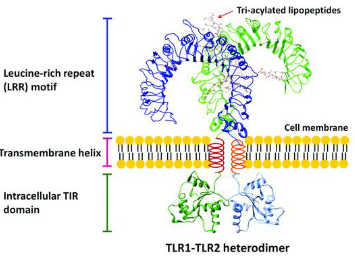 Tri-acylated lipopeptides
Leucine-rich repeat
(LRR) motif
Cell membrane
Transmembrane helix
Intracellular TIR
domain
TLR1-TLR2 heterodimer